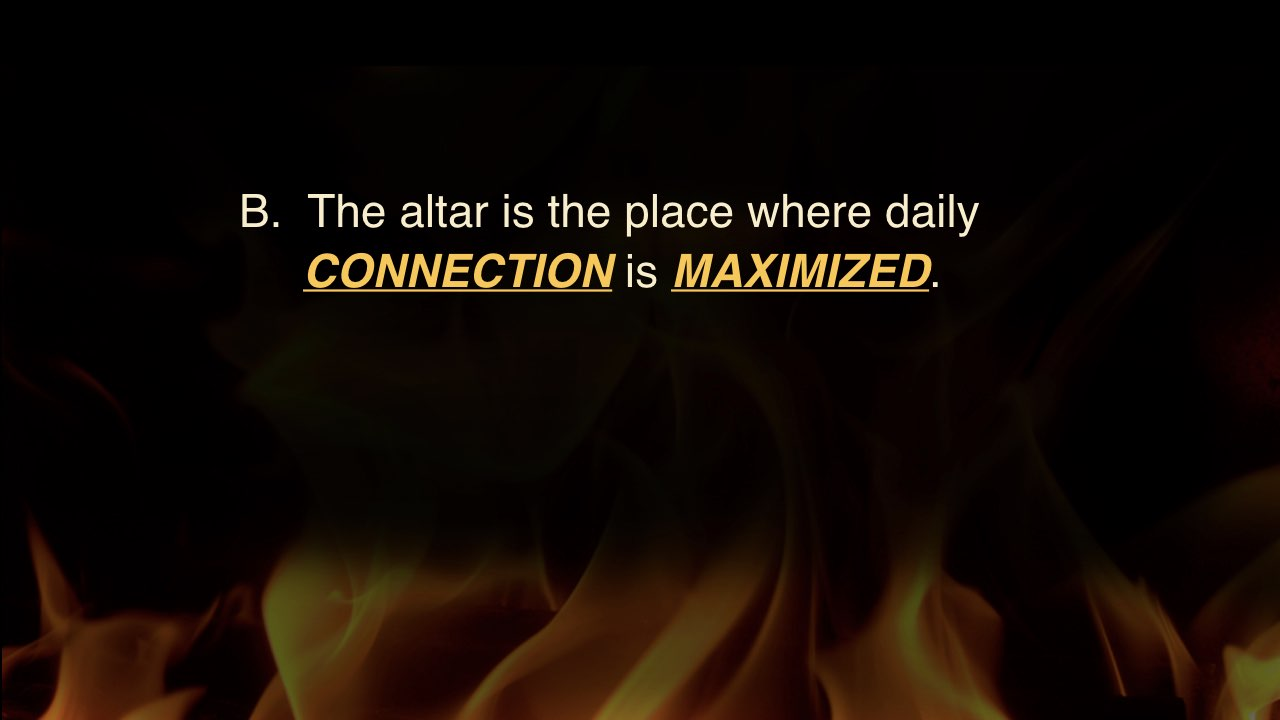 B. The altar is the place where daily
CONNECTION is MAXIMIZED.